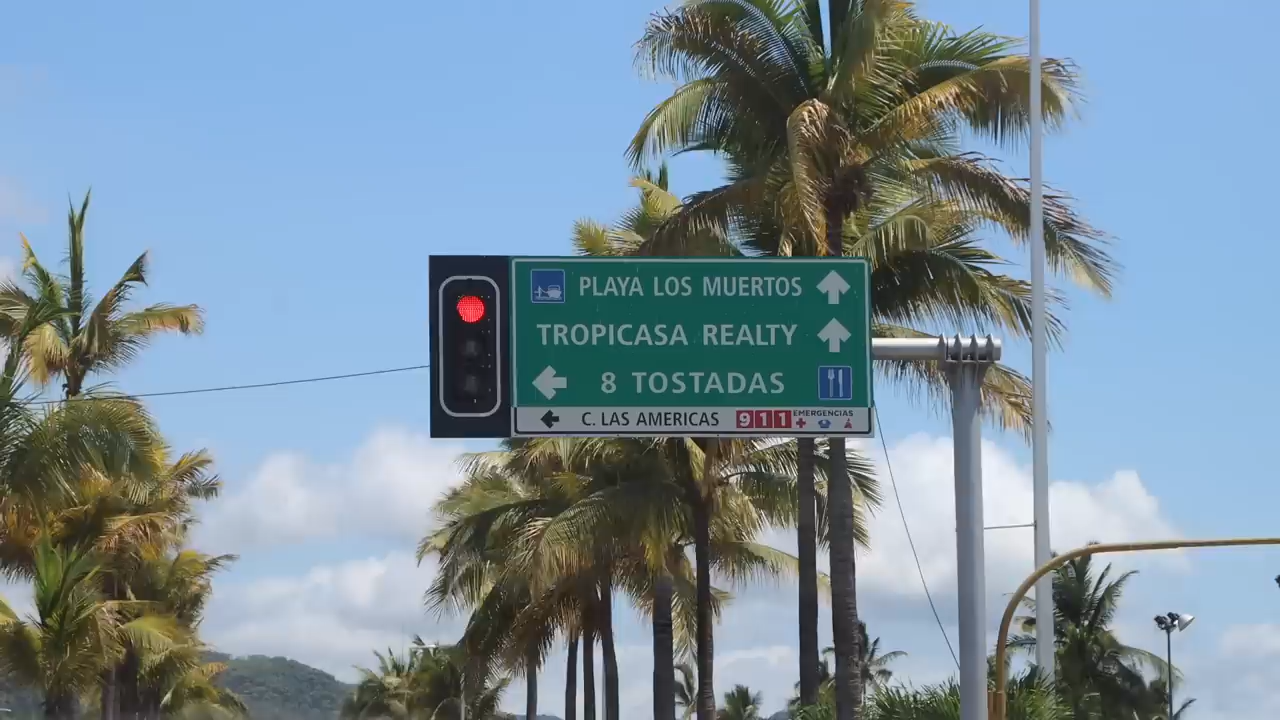 PLAYA LOS MUERTOS
TROPICASA REALTY
8 TOSTADAS
C. LAS AMERICAS 911 EMERGENCIAS